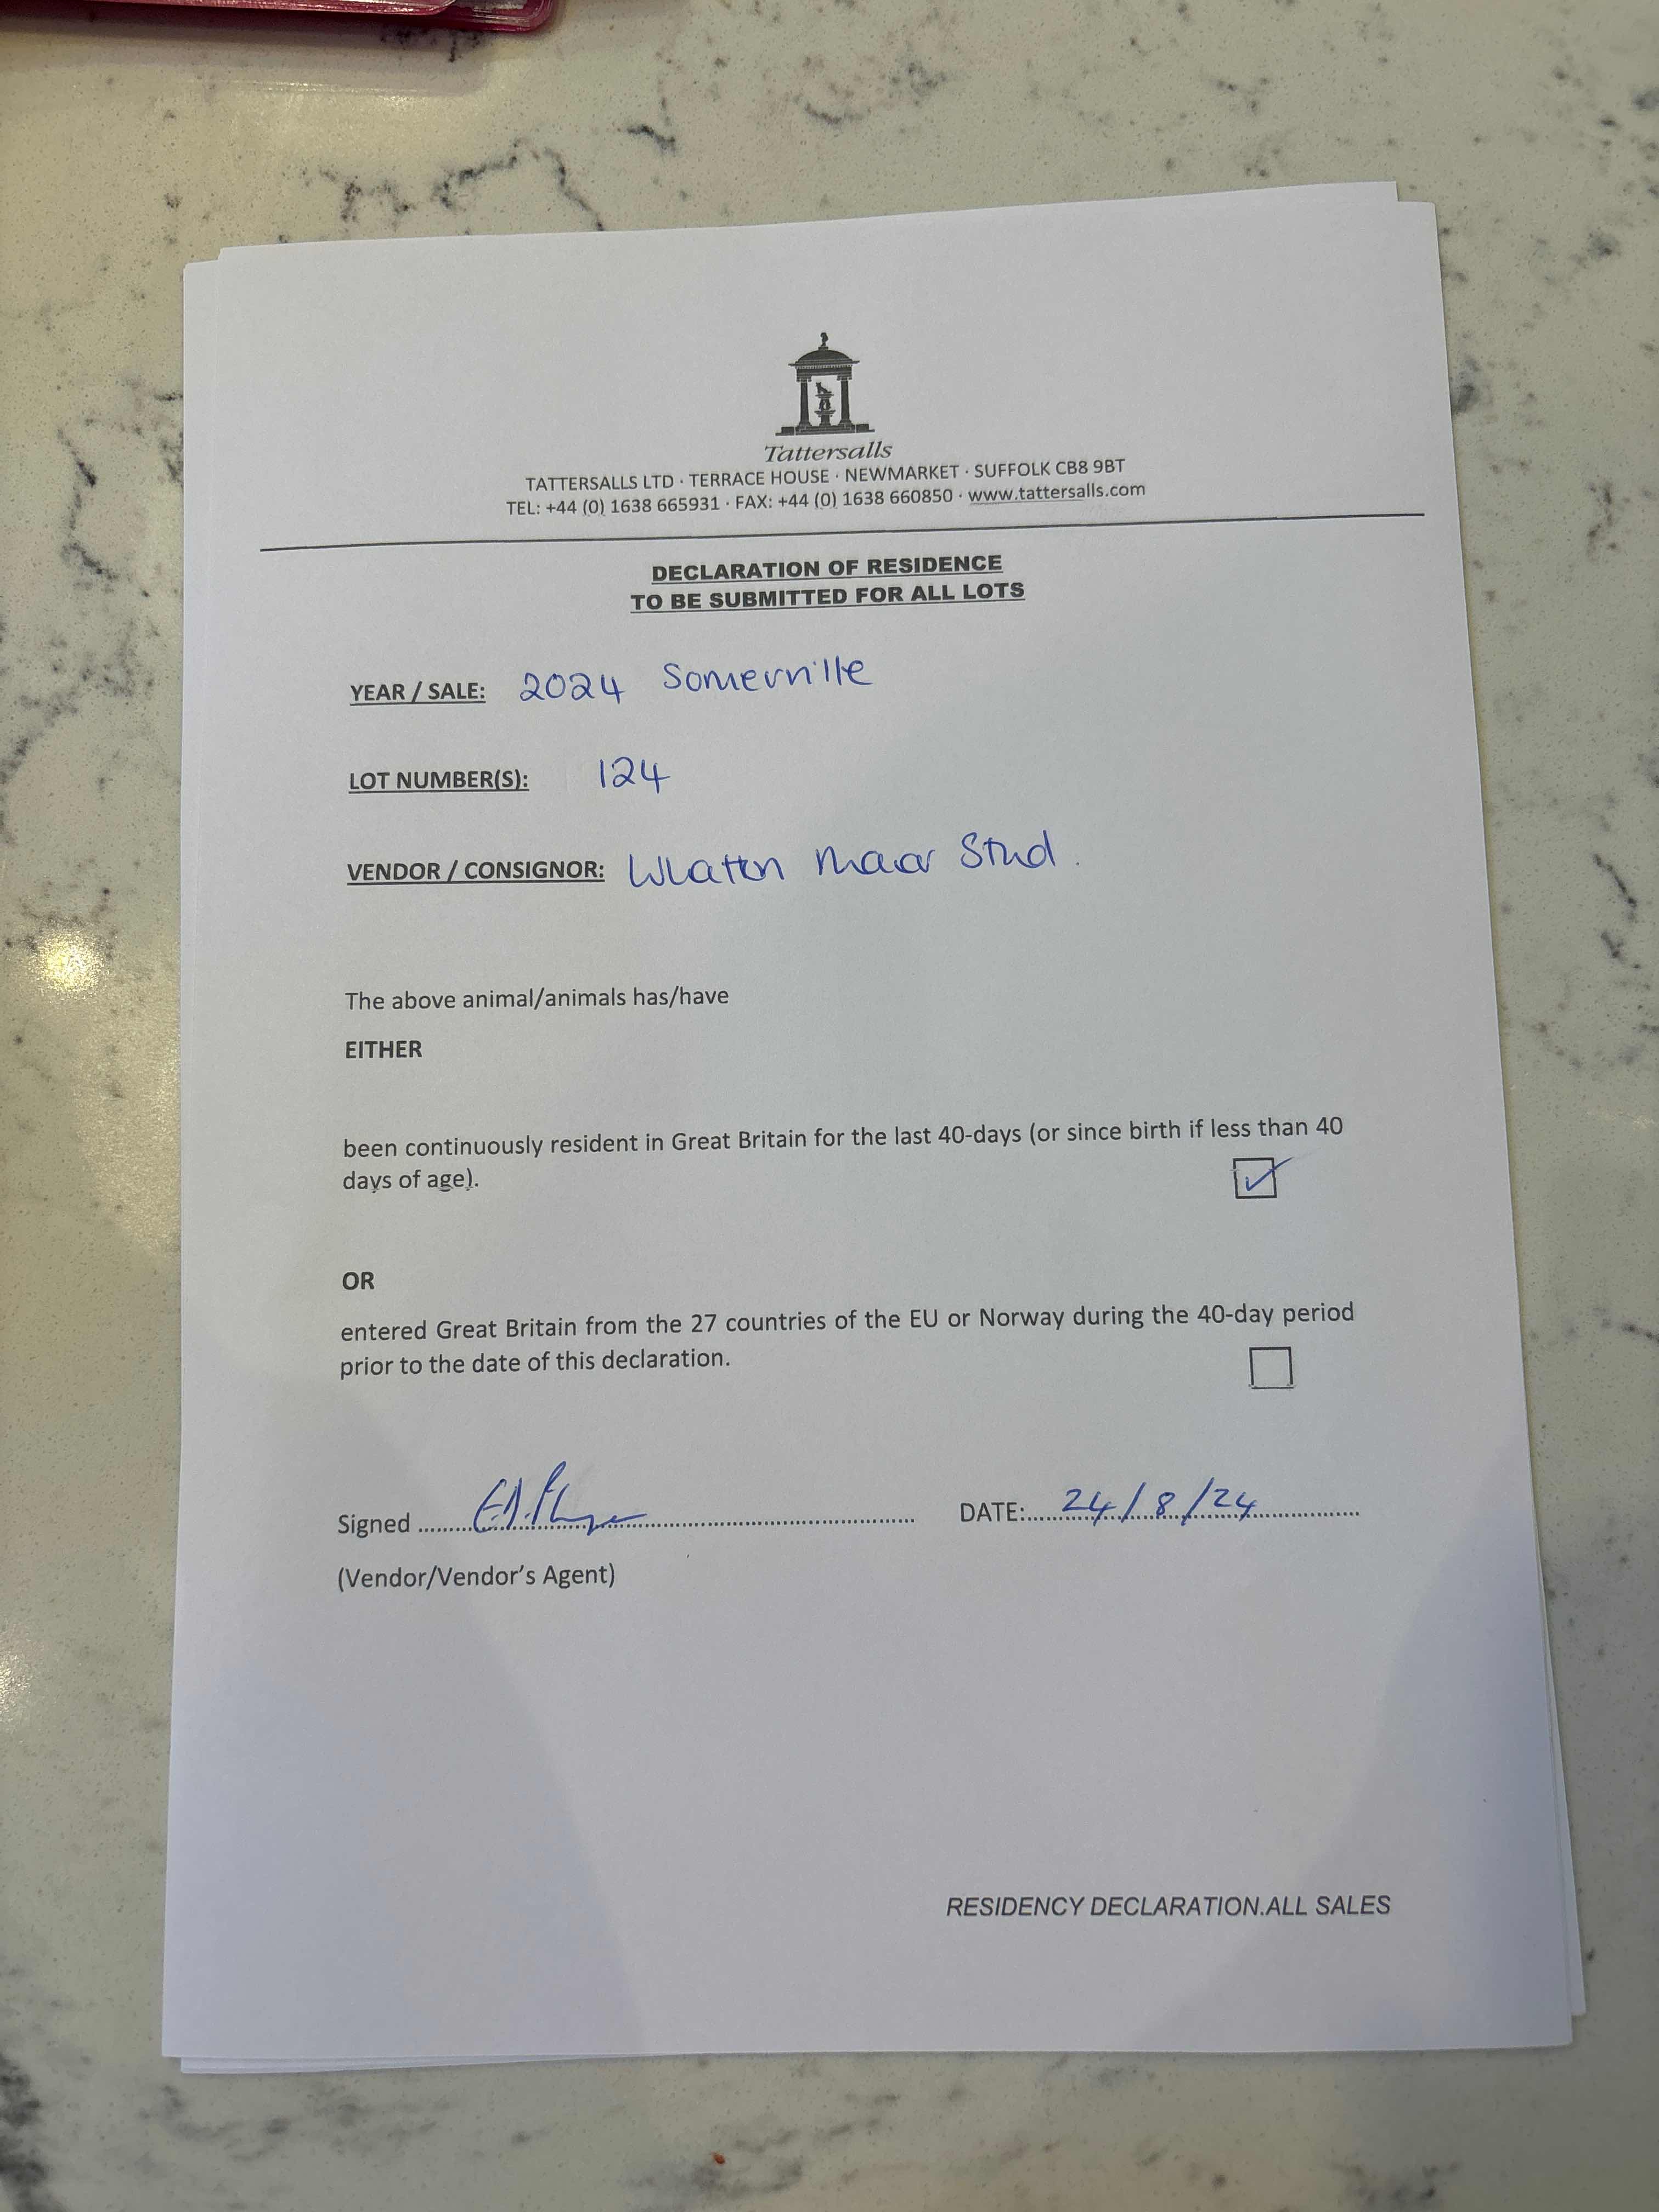 Tattersalls
TATTERSALLS LTD · TERRACE HOUSE · NEWMARKET · SUFFOLK CB8 9BT
TEL: +44 (0) 1638 665931 · FAX: +44 (0) 1638 660850 · www.tattersalls.com
DECLARATION OF RESIDENCE
TO BE SUBMITTED FOR ALL LOTS
YEAR / SALE: 2024 Somerville
LOT NUMBER(S): 124
VENDOR / CONSIGNOR: Whatton Manor Stud.
The above animal/animals has/have
EITHER
been continuously resident in Great Britain for the last 40-days (or since birth if less than 40
days of age).
OR
entered Great Britain from the 27 countries of the EU or Norway during the 40-day period
prior to the date of this declaration.
Signed DATE: 24/8/24
(Vendor/Vendor's Agent)
RESIDENCY DECLARATION.ALL SALES